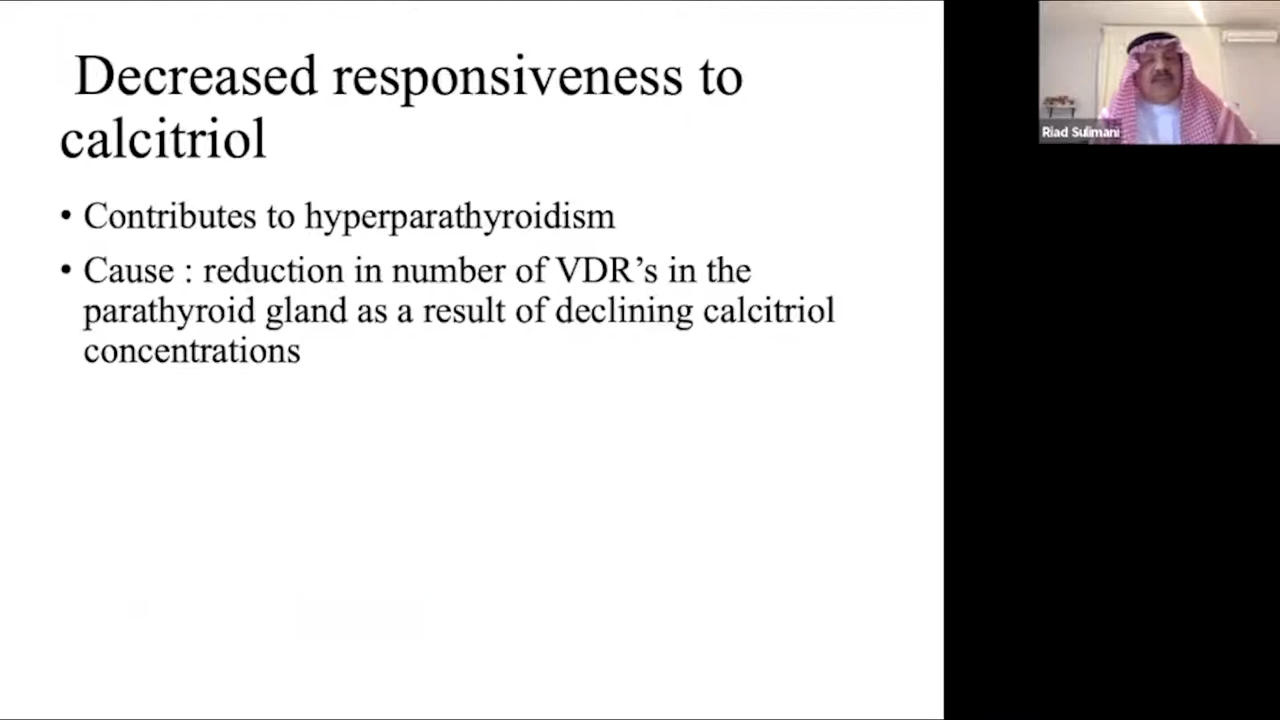 Decreased responsiveness to
calcitriol
• Contributes to hyperparathyroidism
• Cause : reduction in number of VDR’s in the
parathyroid gland as a result of declining calcitriol
concentrations
Riad Sulimani